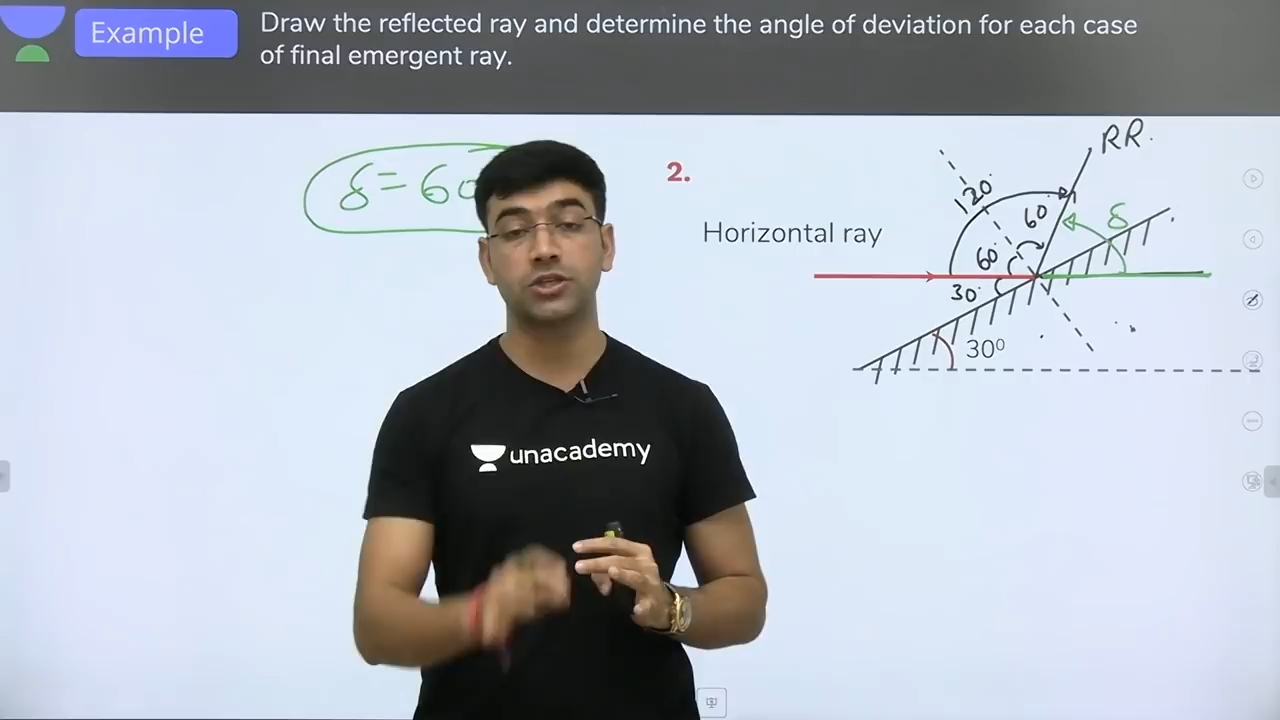 Example
Draw the reflected ray and determine the angle of deviation for each case
of final emergent ray.
δ = 60
2.
Horizontal ray
RR.
120°
60°
60°
30°
δ
30⁰
unacademy